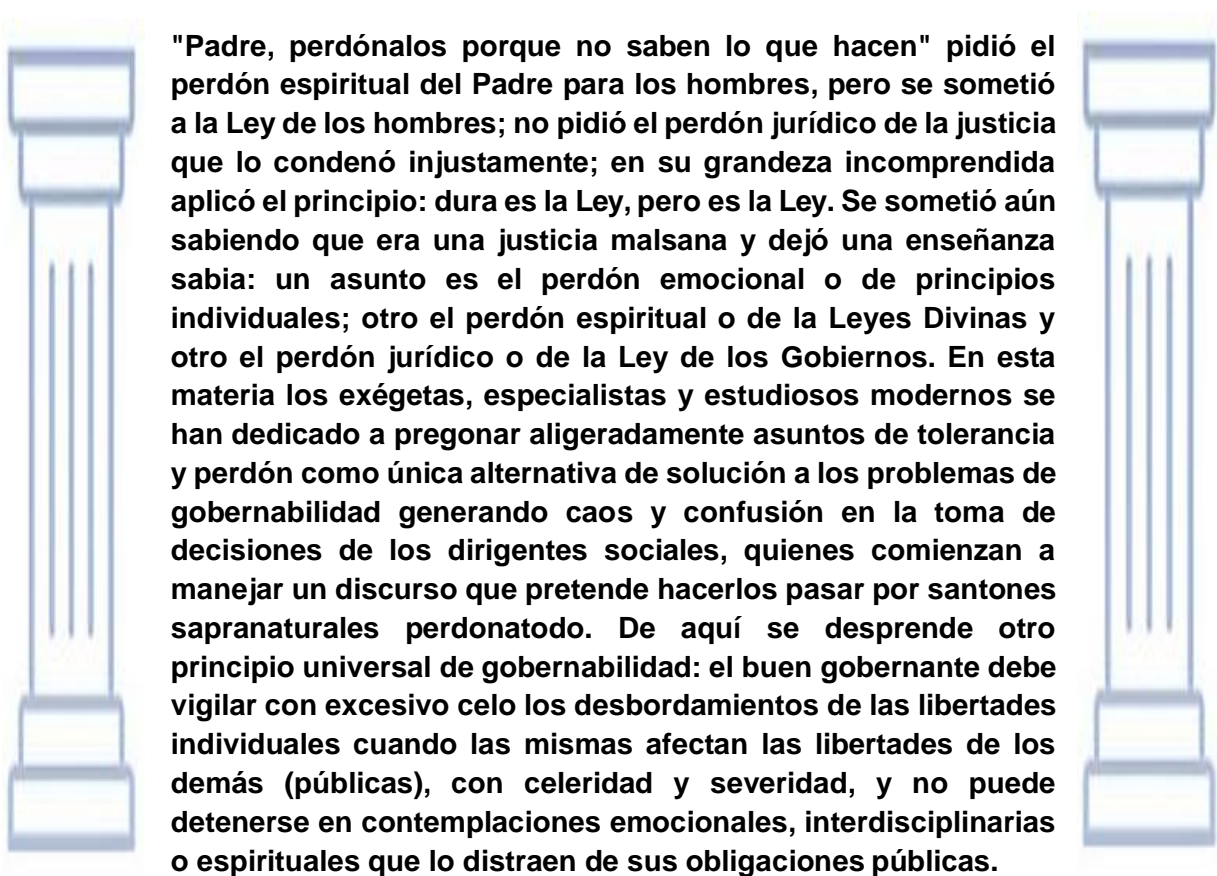 "Padre, perdónalos porque no saben lo que hacen" pidió el
perdón espiritual del Padre para los hombres, pero se sometió
a la Ley de los hombres; no pidió el perdón jurídico de la justicia
que lo condenó injustamente; en su grandeza incomprendida
aplicó el principio: dura es la Ley, pero es la Ley. Se sometió aún
sabiendo que era una justicia malsana y dejó una enseñanza
sabia: un asunto es el perdón emocional o de principios
individuales; otro el perdón espiritual o de la Leyes Divinas y
otro el perdón jurídico o de la Ley de los Gobiernos. En esta
materia los exégetas, especialistas y estudiosos modernos se
han dedicado a pregonar aligeradamente asuntos de tolerancia
y perdón como única alternativa de solución a los problemas de
gobernabilidad generando caos y confusión en la toma de
decisiones de los dirigentes sociales, quienes comienzan a
manejar un discurso que pretende hacerlos pasar por santones
sapranaturales perdonatodo. De aquí se desprende otro
principio universal de gobernabilidad: el buen gobernante debe
vigilar con excesivo celo los desbordamientos de las libertades
individuales cuando las mismas afectan las libertades de los
demás (públicas), con celeridad y severidad, y no puede
detenerse en contemplaciones emocionales, interdisciplinarias
o espirituales que lo distraen de sus obligaciones públicas.